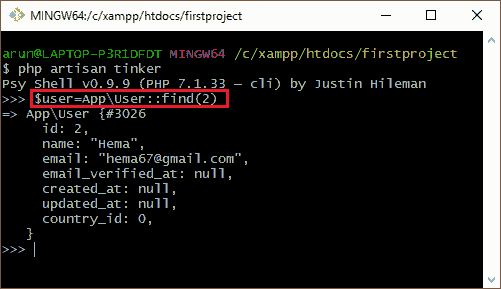 MINGW64:/c/xampp/htdocs/firstproject
arun@LAPTOP-P3R1DFDT MINGW64 /c/xampp/htdocs/firstproject
$ php artisan tinker
Psy Shell v0.9.9 (PHP 7.1.33 — cli) by Justin Hileman
>>> $user=App\User::find(2)
=> App\User {#3026
id: 2,
name: "Hema",
email: "hema67@gmail.com",
email_verified_at: null,
created_at: null,
updated_at: null,
country_id: 0,
}
>>>